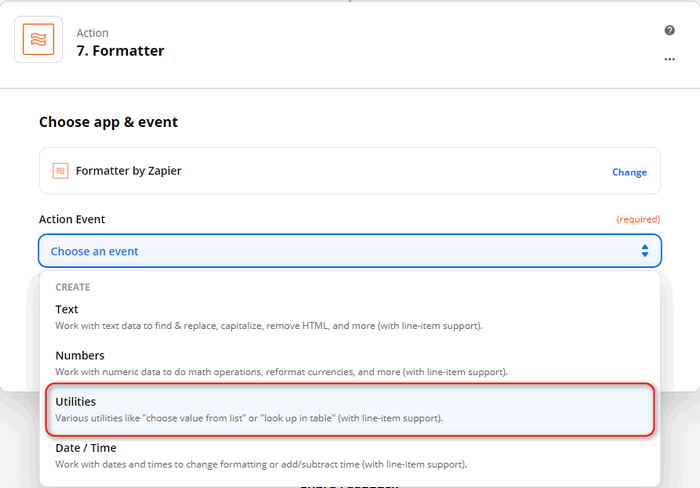 Action
7. Formatter
Choose app & event
Formatter by Zapier
Change
Action Event
(required)
Choose an event
CREATE
Text
Work with text data to find & replace, capitalize, remove HTML, and more (with line-item support).
Numbers
Work with numeric data to do math operations, reformat currencies, and more (with line-item support).
Utilities
Various utilities like "choose value from list" or "look up in table" (with line-item support).
Date / Time
Work with dates and times to change formatting or add/subtract time (with line-item support).